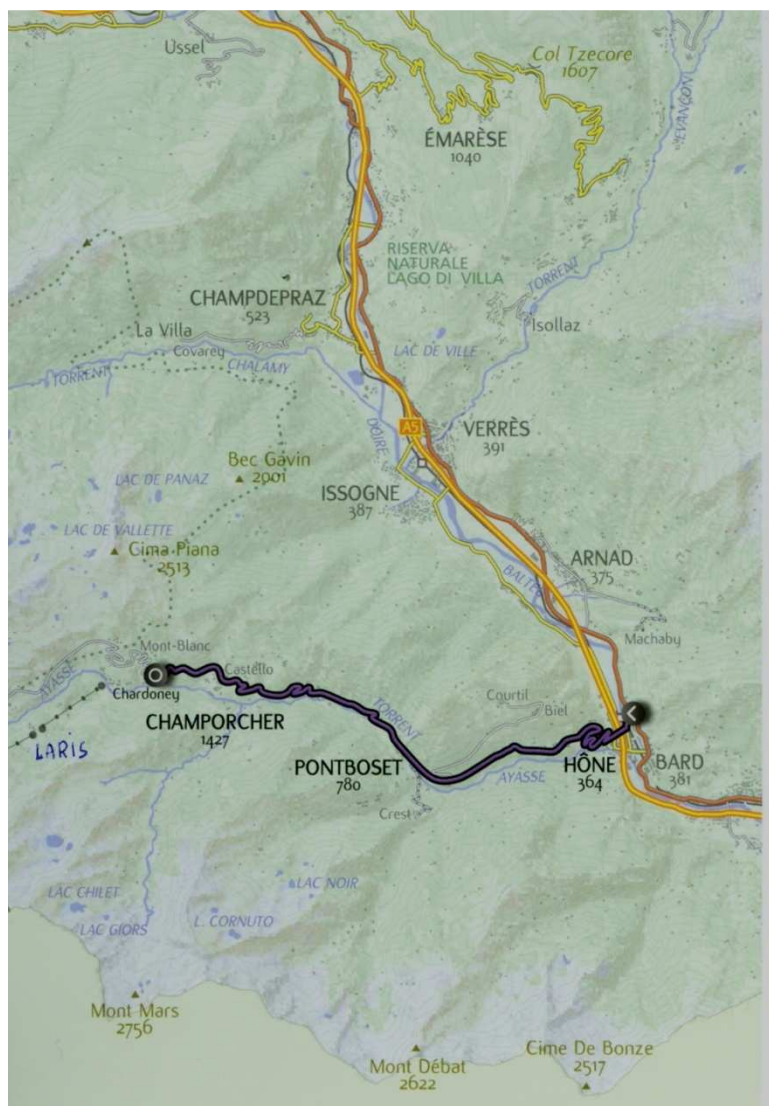 Ussel
Col Tzecore
1607
EVANÇON
ÉMARÈSE
1040
RISERVA
NATURALE
LAGO DI VILLA
TORRENT
CHAMPDEPRAZ
523
La Villa
Isollaz
Covarey
LAC DE VILLE
TORRENT
CHALAMY
A5
DOIRE
VERRÈS
391
Bec Gavin
2001
LAC DE PANAZ
ISSOGNE
387
LAC DE VALLETTE
Cima Piana
2513
ARNAD
375
BALTEE
Machaby
Mont-Blanc
Castello
AYASSE
Chardoney
Courtil
Biel
TORRENT
CHAMPORCHER
1427
LARIS
PONTBOSET
780
AYASSE
HÔNE
364
BARD
381
Crest
LAC CHILET
LAC NOIR
LAC GIORS
L. CORNUTO
Mont Mars
2756
Mont Débat
2622
Cime De Bonze
2517